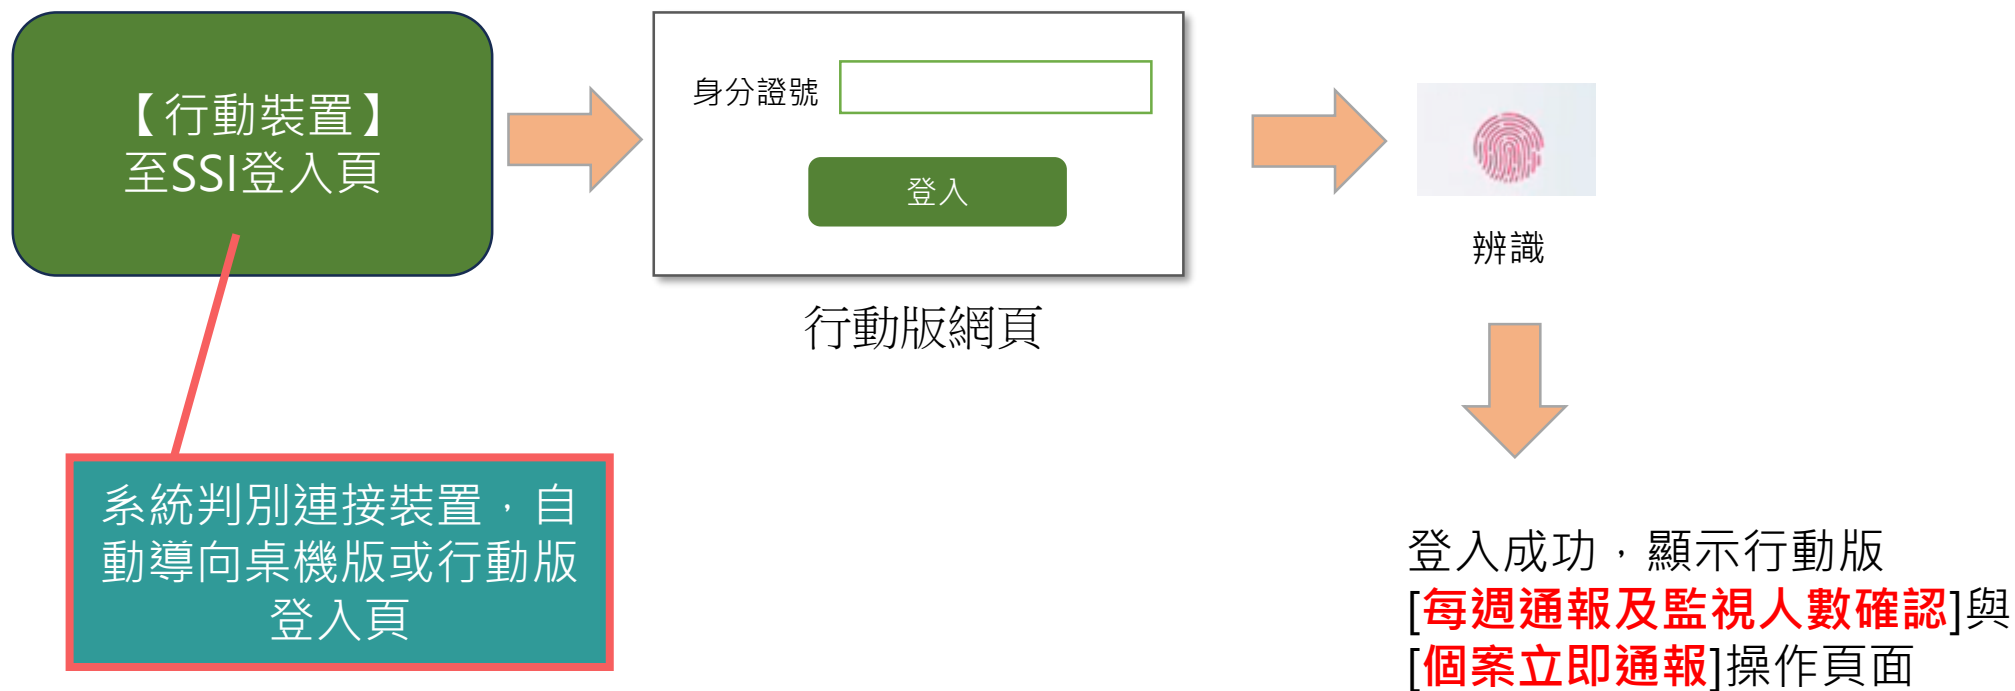 【行動裝置】
至SSI登入頁
身分證號
登入
行動版網頁
辨識
系統判別連接裝置，自
動導向桌機版或行動版
登入頁
登入成功，顯示行動版
[每週通報及監視人數確認]與
[個案立即通報]操作頁面